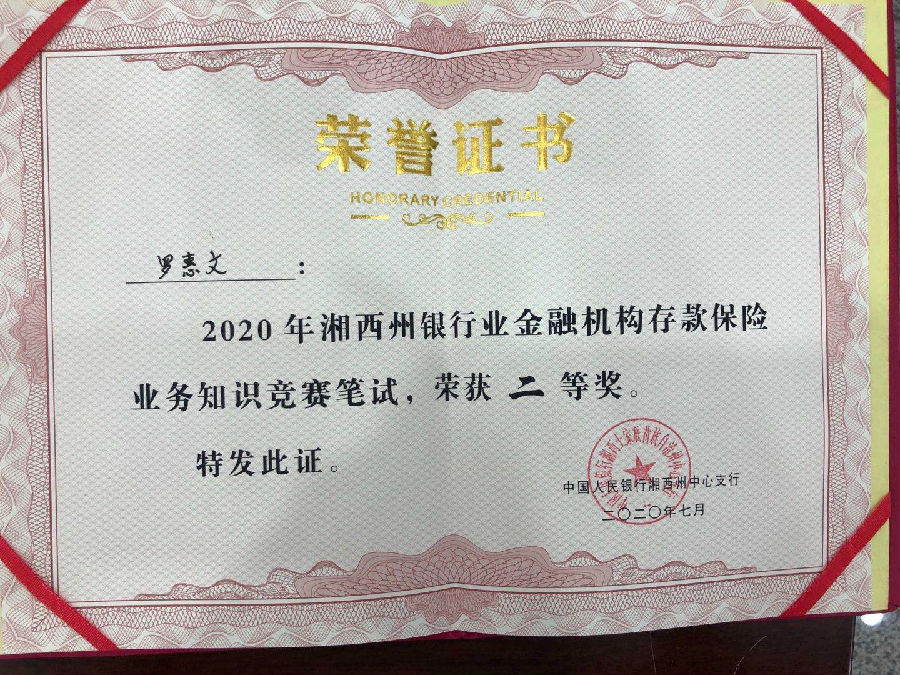 荣誉证书
HONORARY CREDENTIAL
罗惠文：
2020年湘西州银行业金融机构存款保险
业务知识竞赛笔试，荣获 二 等奖。
特发此证。
中国人民银行湘西州中心支行
二〇二〇年七月